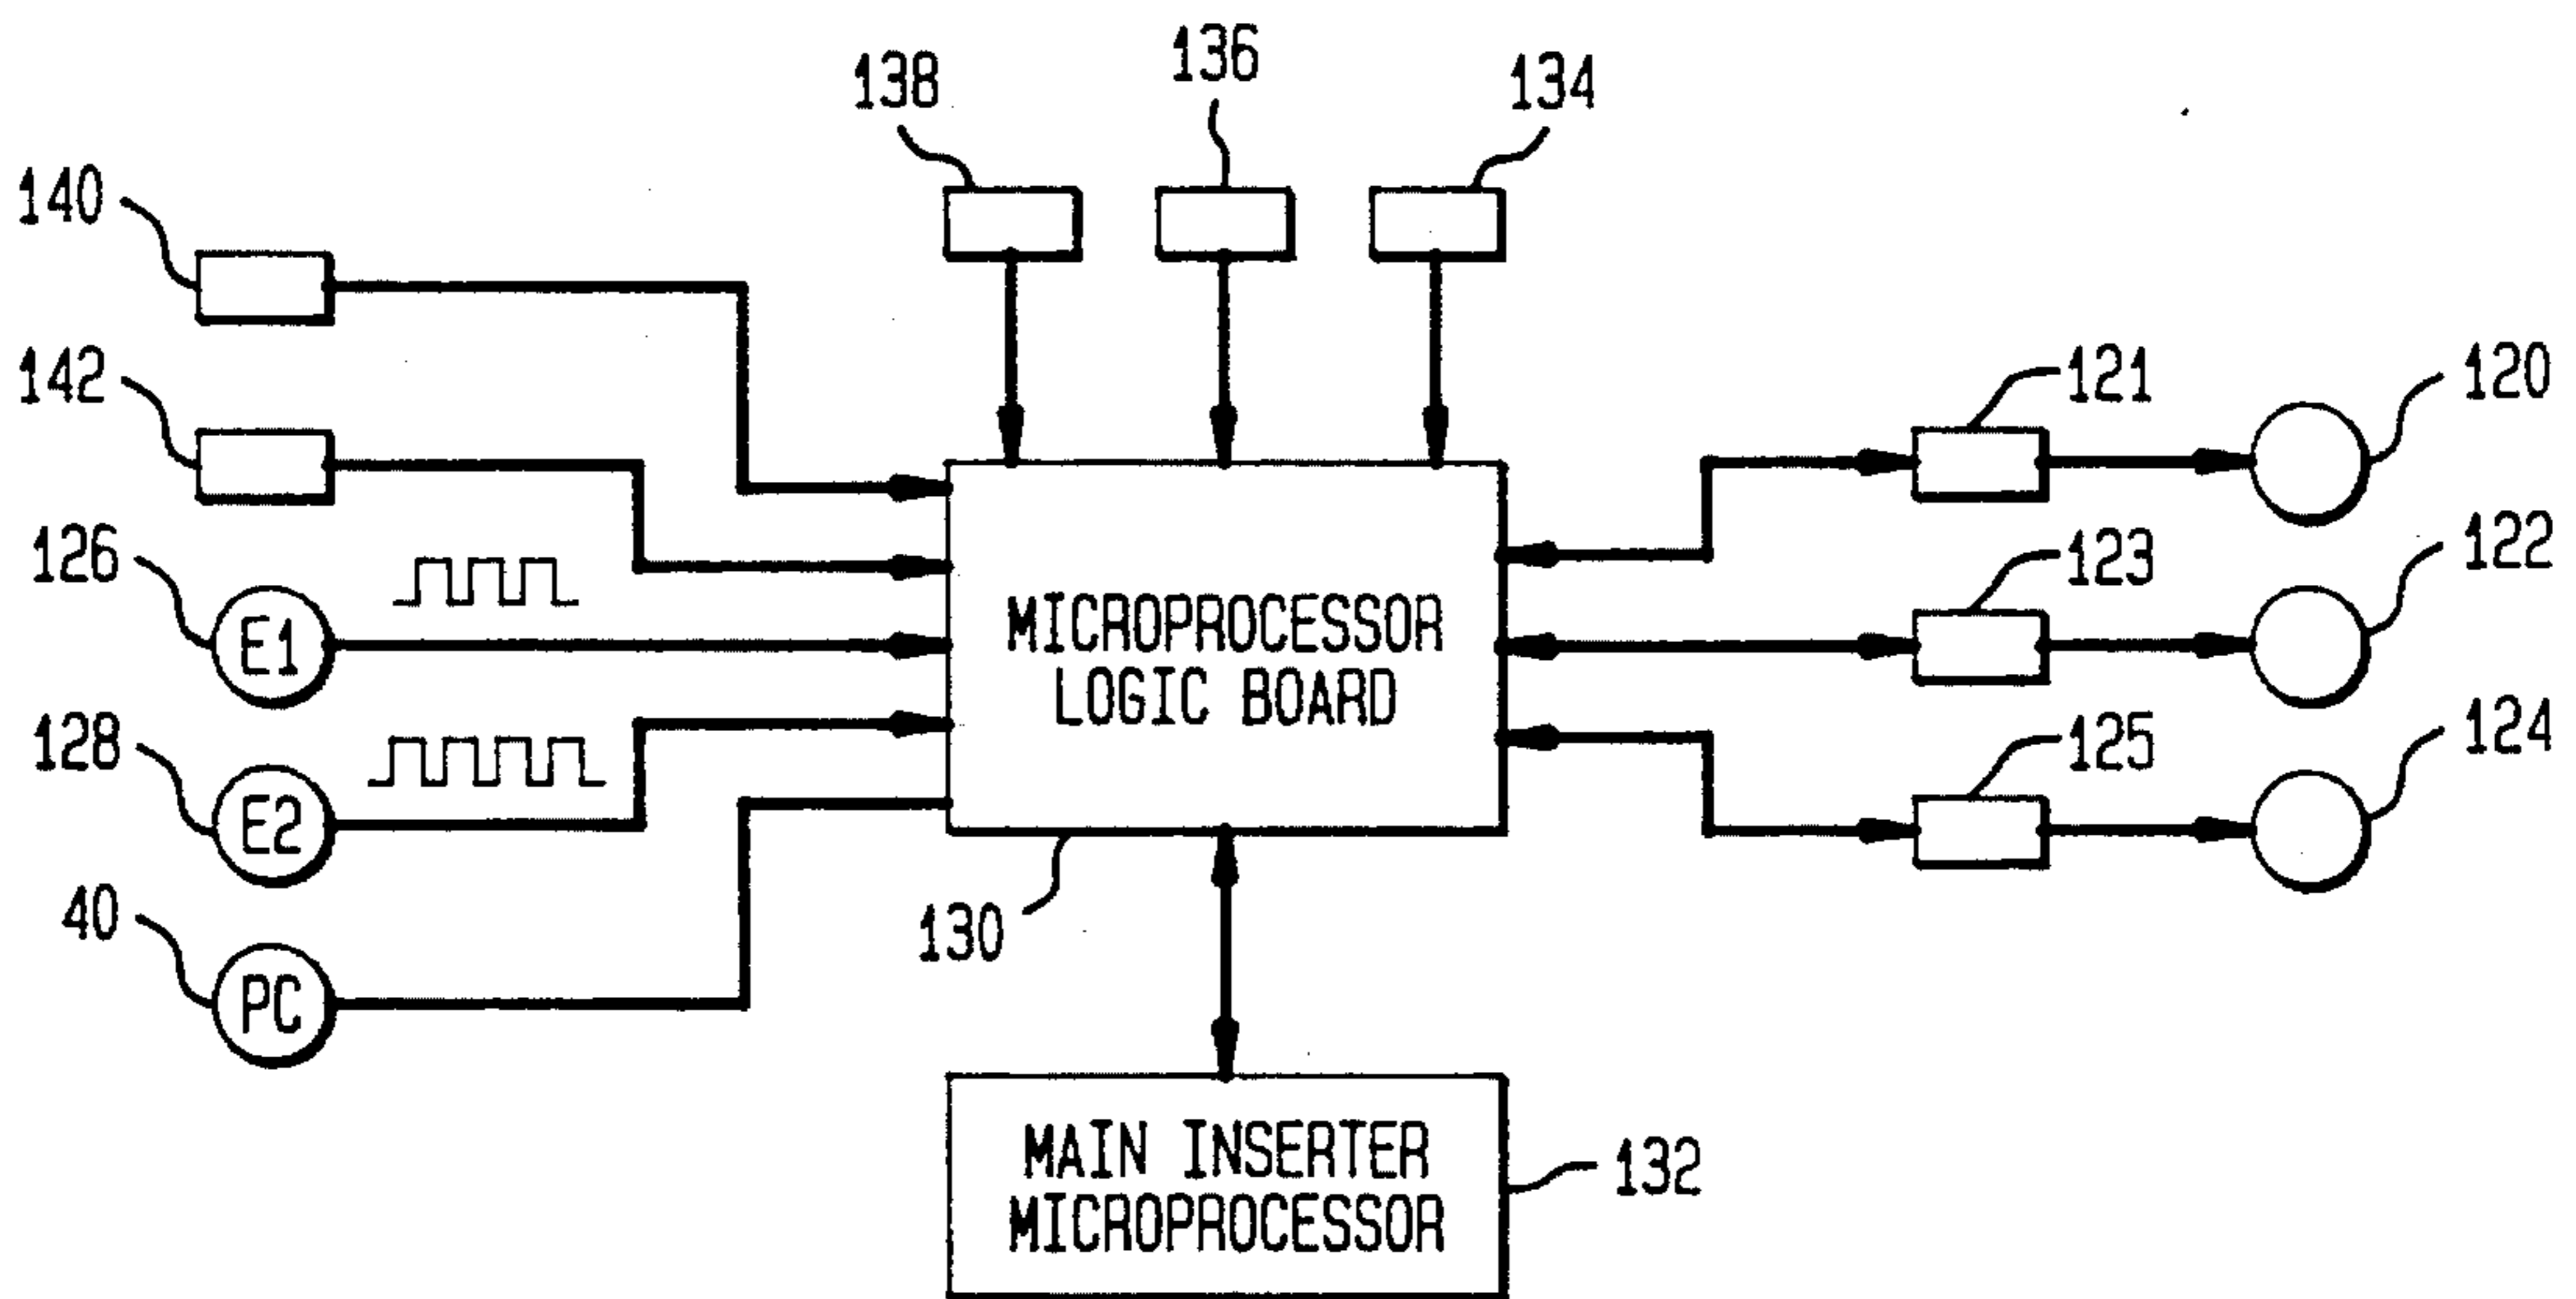 138
136
134
140
142
121
120
126
E1
MICROPROCESSOR
LOGIC BOARD
123
122
128
E2
125
124
40
PC
130
MAIN INSERTER
MICROPROCESSOR
132